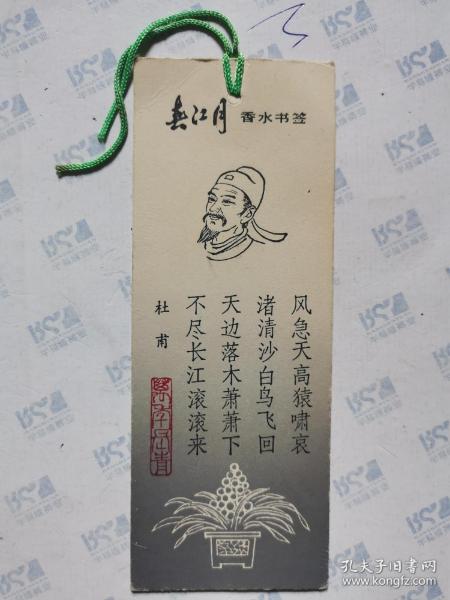 春江月 香水书签
风急天高猿啸哀
渚清沙白鸟飞回
天边落木萧萧下
不尽长江滚滚来
杜甫
孔夫子旧书网
www.kongfz.com